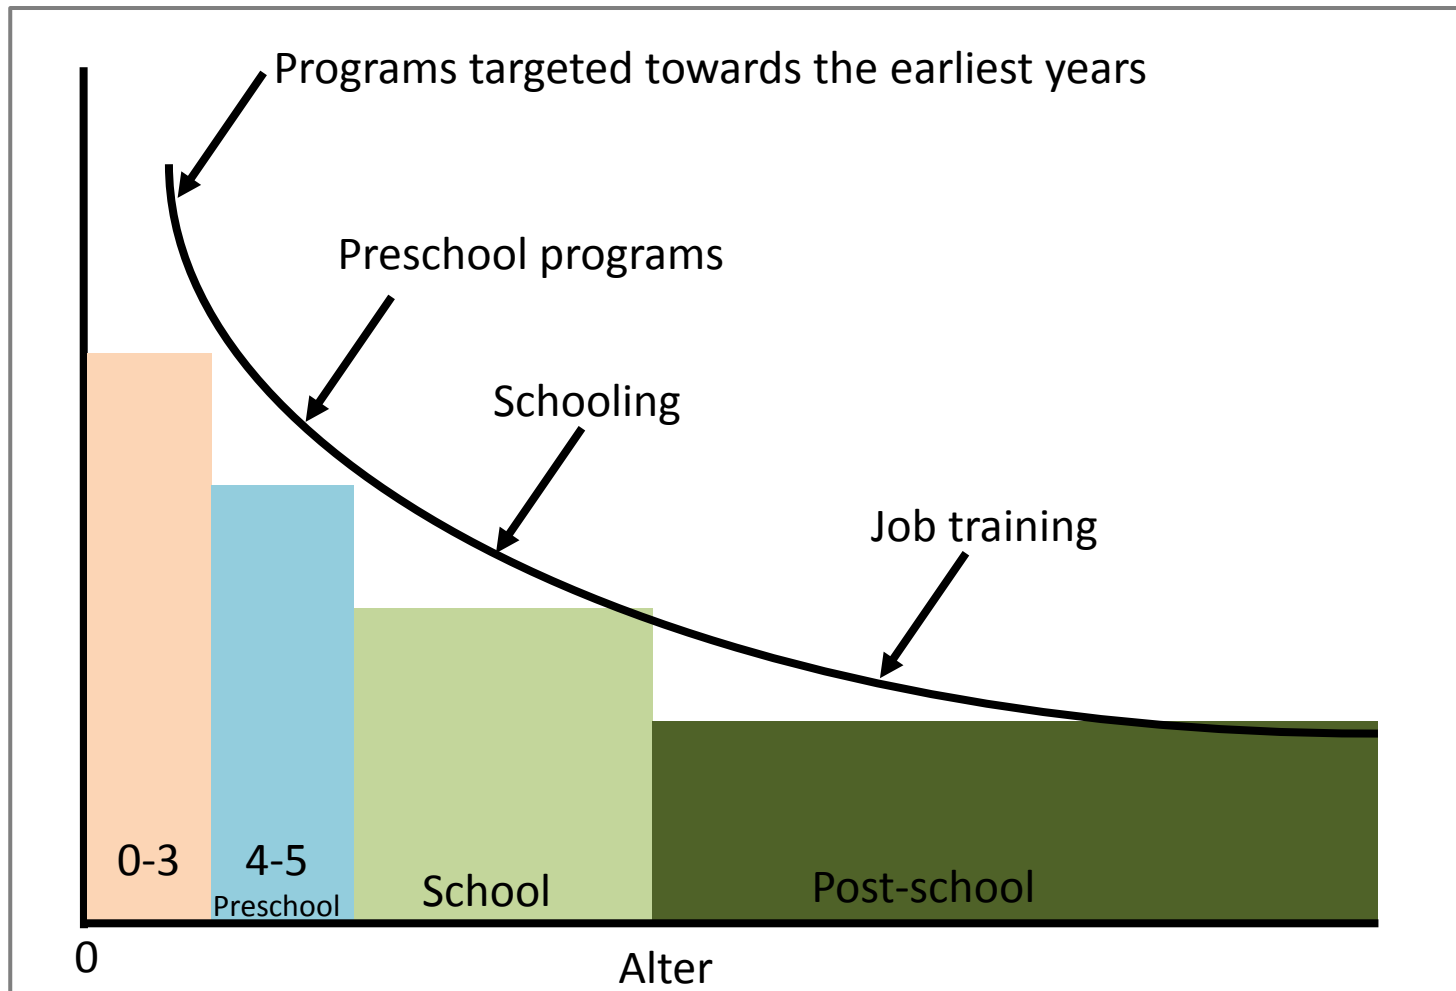 Programs targeted towards the earliest years
Preschool programs
Schooling
Job training
0-3
4-5
Preschool
School
Post-school
0
Alter